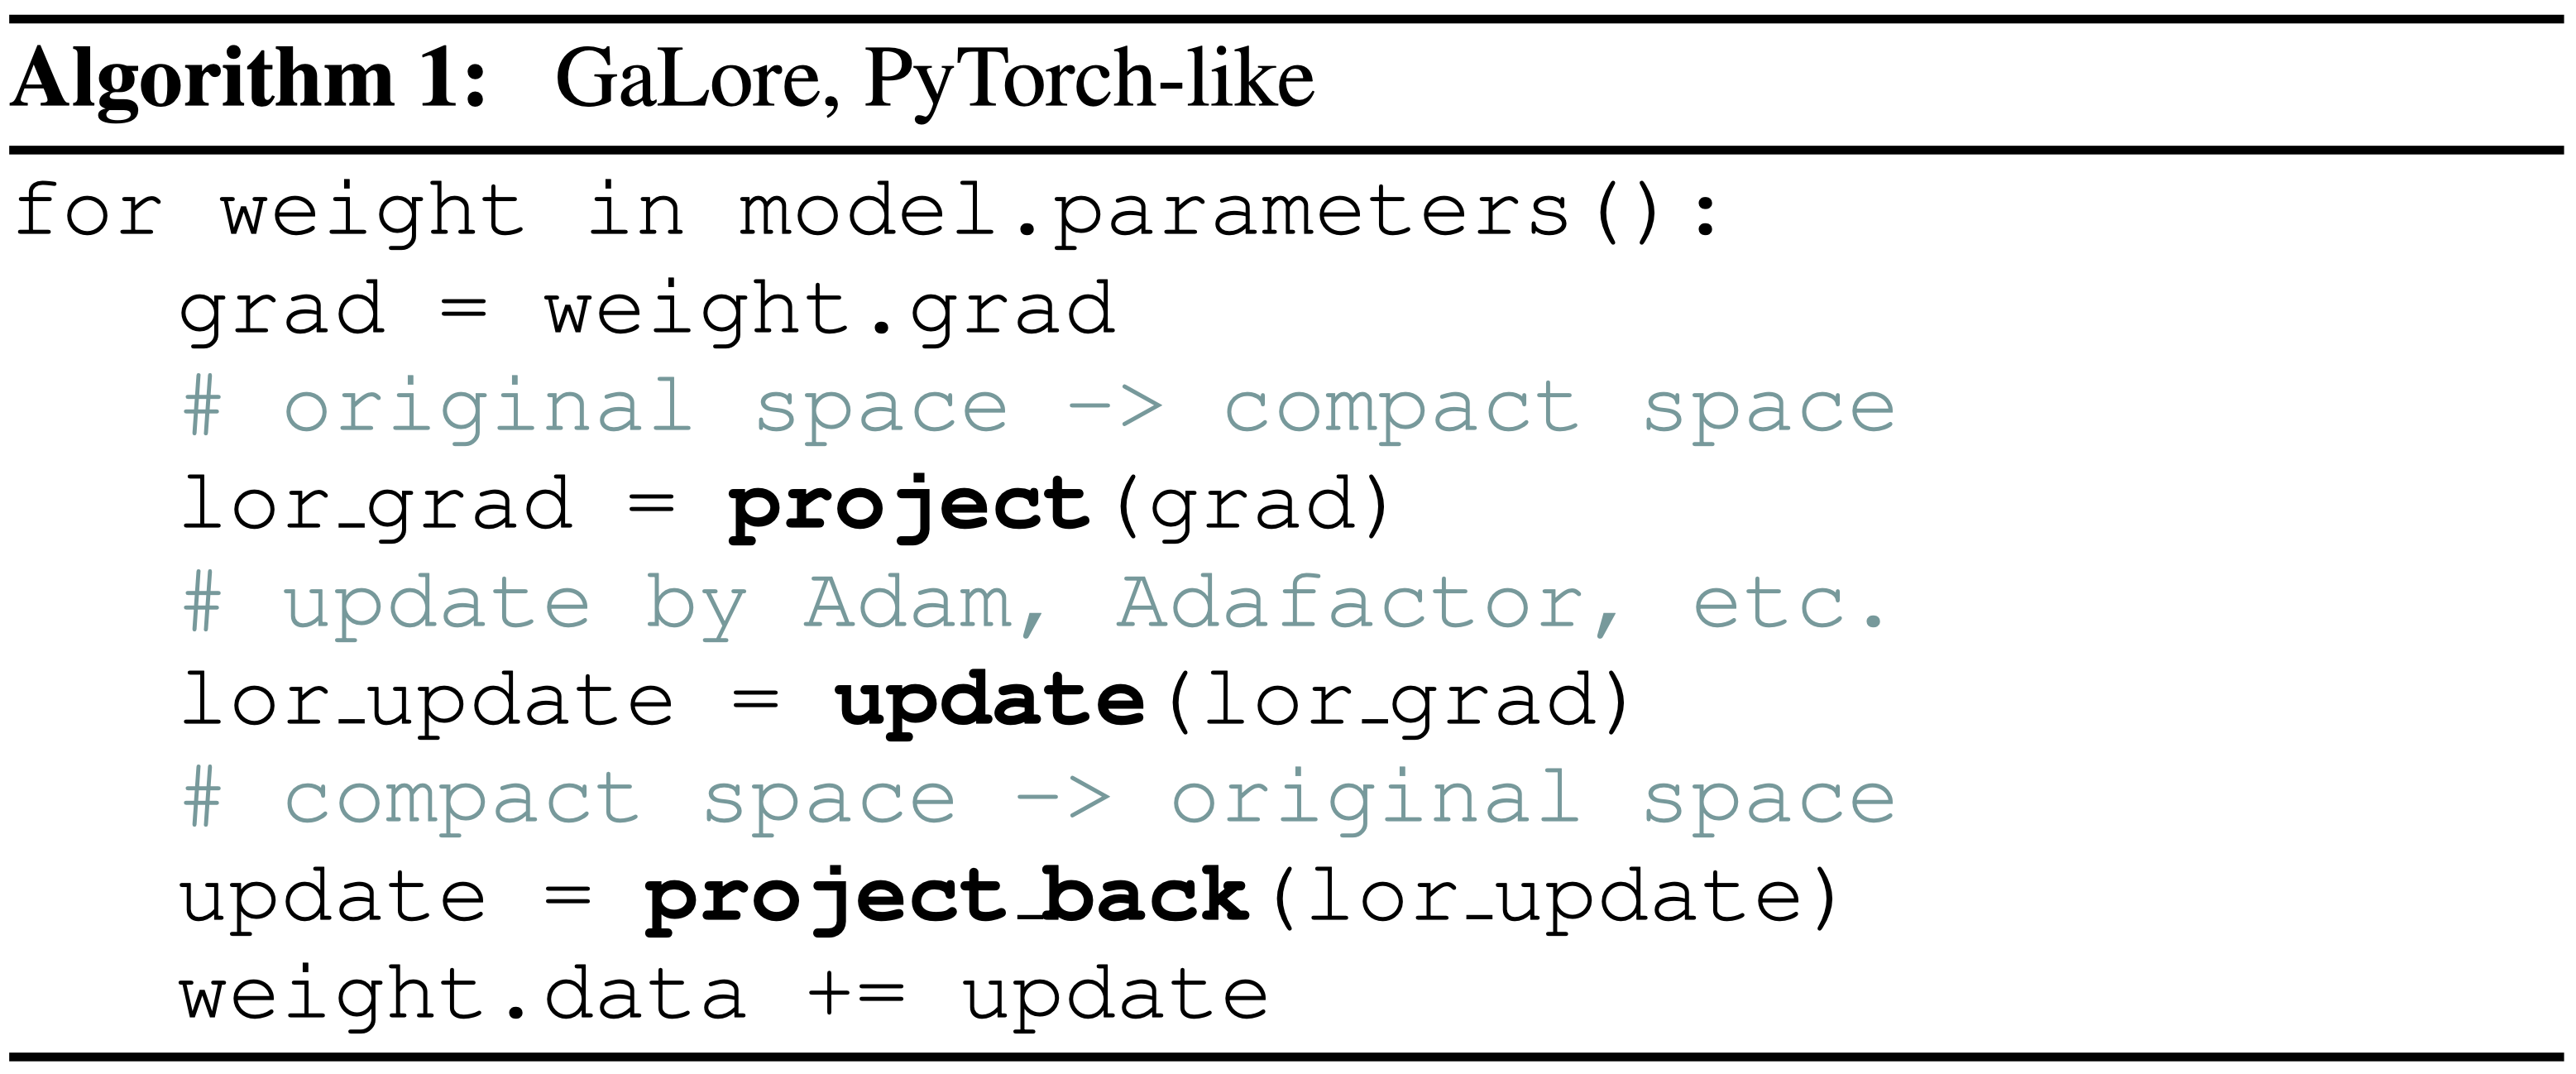 Algorithm 1: GaLore, PyTorch-like
for weight in model.parameters():
    grad = weight.grad
    # original space -> compact space
    lor_grad = project(grad)
    # update by Adam, Adafactor, etc.
    lor_update = update(lor_grad)
    # compact space -> original space
    update = project_back(lor_update)
    weight.data += update